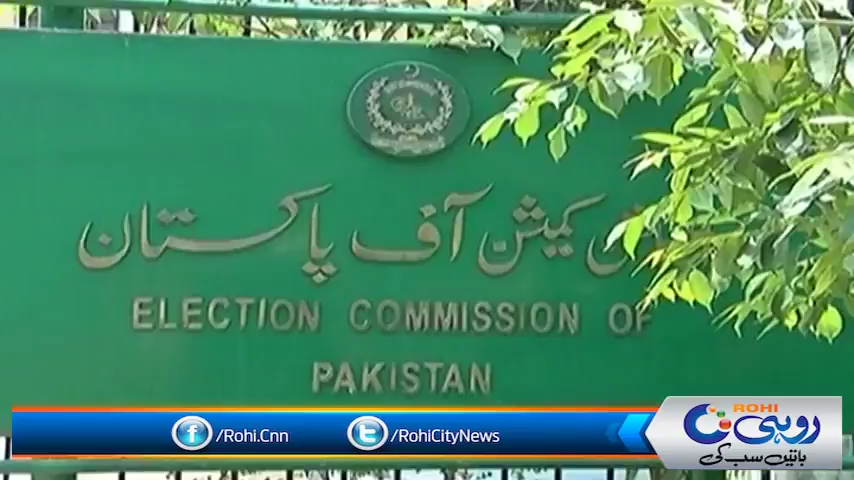 کمیشن آف پاکستان
ELECTION COMMISSION OF
PAKISTAN
/Rohi.Cnn
/RohiCityNews
ROHI
روہی
باتیں سب کی